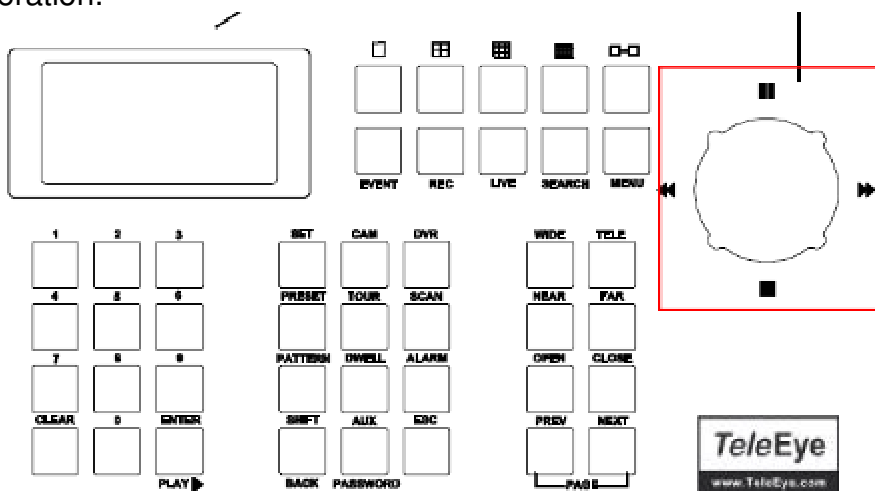 oration.
EVENT REC LIVE SEARCH MENU
1 2 3 SET CAM DVR WIDE TELE
4 5 6 PRESET TOUR SCAN NEAR FAR
7 8 9 PATTERN DWELL ALARM OPEN CLOSE
CLEAR 0 ENTER SHIFT AUX ESC PREV NEXT
PLAY BACK PASSWORD PAGE
TeleEye
www.TeleEye.com